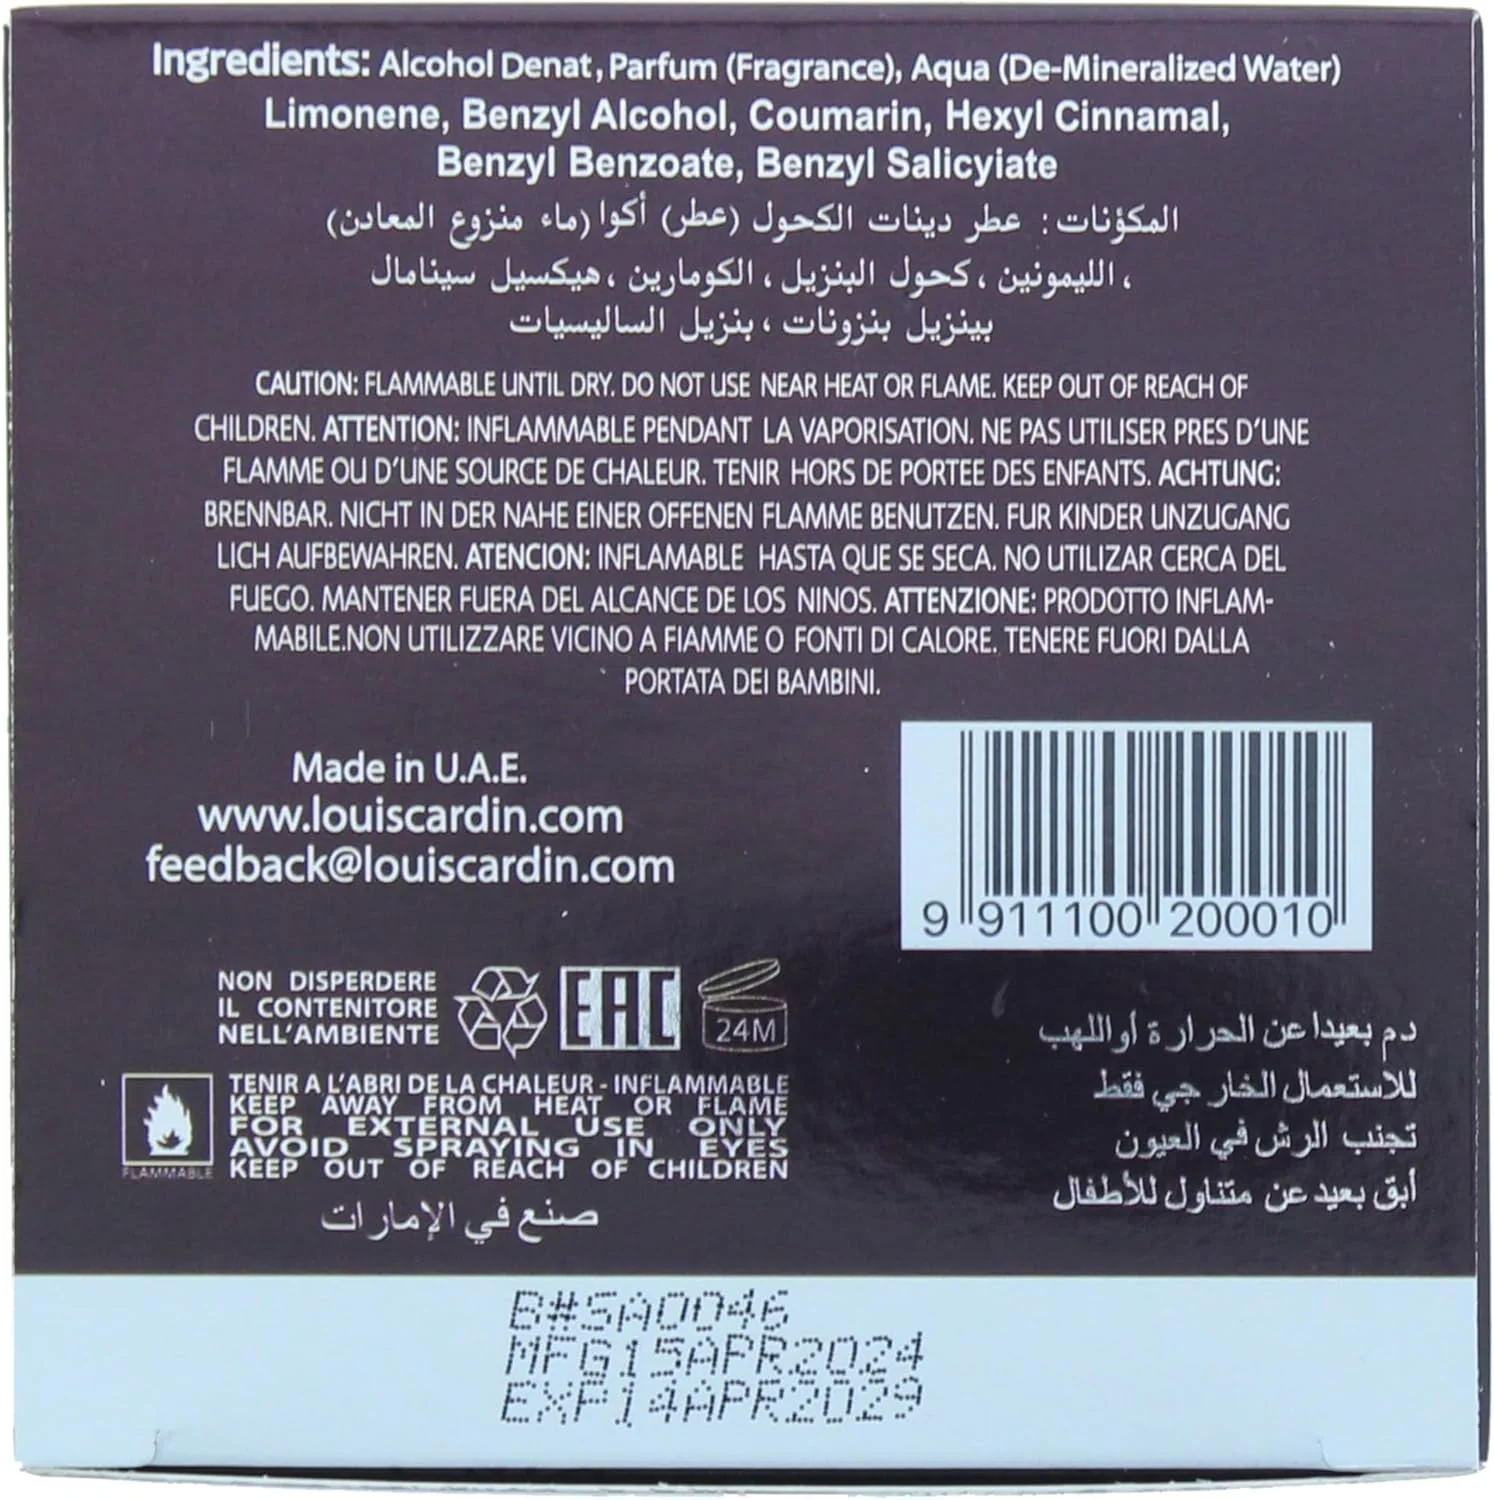 Ingredients: Alcohol Denat, Parfum (Fragrance), Aqua (De-Mineralized Water)
Limonene, Benzyl Alcohol, Coumarin, Hexyl Cinnamal,
Benzyl Benzoate, Benzyl Salicyiate
المكؤنات: عطر دينات الكحول (عطر) أكوا (ماء منزوع المعادن)
، الليمونين ، كحول البنزيل ، الكومارين ، هيكسيل سينامال
بينزيل بنزونات ، بنزيل الساليسيات
CAUTION: FLAMMABLE UNTIL DRY. DO NOT USE NEAR HEAT OR FLAME. KEEP OUT OF REACH OF
CHILDREN. ATTENTION: INFLAMMABLE PENDANT LA VAPORISATION. NE PAS UTILISER PRES D'UNE
FLAMME OU D'UNE SOURCE DE CHALEUR. TENIR HORS DE PORTEE DES ENFANTS. ACHTUNG:
BRENNBAR. NICHT IN DER NAHE EINER OFFENEN FLAMME BENUTZEN. FUR KINDER UNZUGANG
LICH AUFBEWAHREN. ATENCION: INFLAMABLE HASTA QUE SE SECA. NO UTILIZAR CERCA DEL
FUEGO. MANTENER FUERA DEL ALCANCE DE LOS NINOS. ATTENZIONE: PRODOTTO INFLAM-
MABILE.NON UTILIZZARE VICINO A FIAMME O FONTI DI CALORE. TENERE FUORI DALLA
PORTATA DEI BAMBINI.
Made in U.A.E.
www.louiscardin.com
feedback@louiscardin.com
9 911100 200010
NON DISPERDERE
IL CONTENITORE
NELL'AMBIENTE
EAC
24M
FLAMMABLE
TENIR A L'ABRI DE LA CHALEUR - INFLAMMABLE
KEEP AWAY FROM HEAT OR FLAME
FOR EXTERNAL USE ONLY
AVOID SPRAYING IN EYES
KEEP OUT OF REACH OF CHILDREN
صنع في الإمارات
دم بعيدا عن الحرارة أو اللهب
للاستعمال الخارجي فقط
تجنب الرش في العيون
أبق بعيد عن متناول للأطفال
B#5A0046
MFG15APR2024
EXP14APR2029